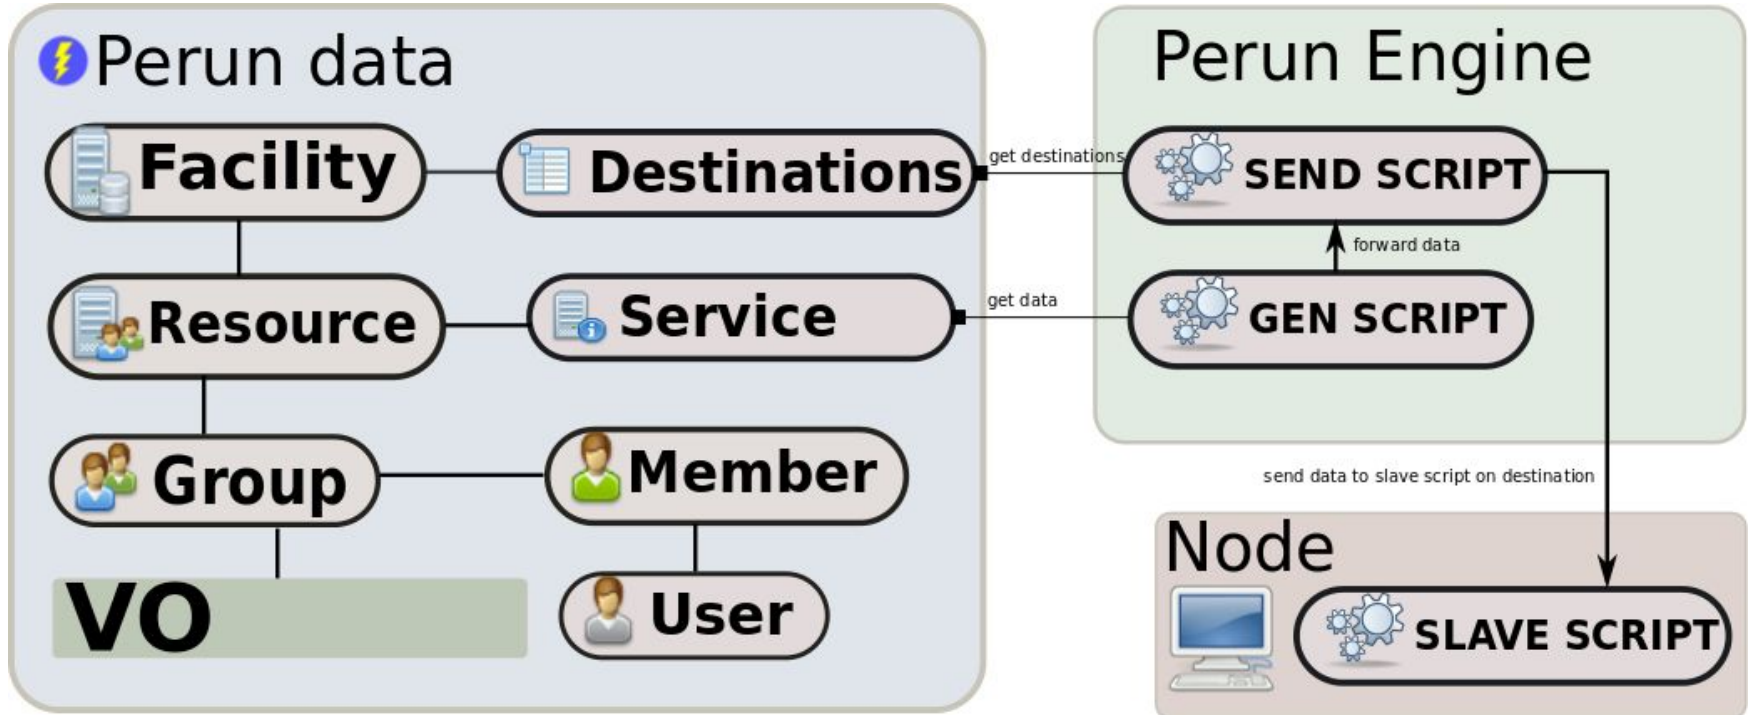 Perun data
Facility
Destinations
Resource
Service
Group
Member
VO
User
get destinations
get data
Perun Engine
SEND SCRIPT
forward data
GEN SCRIPT
send data to slave script on destination
Node
SLAVE SCRIPT